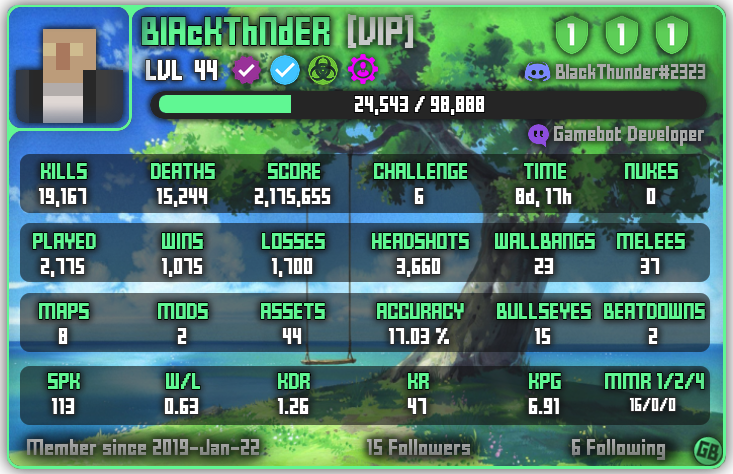 BlAcKThNdER [VIP]
1 1 1
LVL 44
BlackThunder#2323
24,543 / 98,888
Gamebot Developer
KILLS DEATHS SCORE CHALLENGE TIME NUKES
19,167 15,244 2,175,655 6 8d, 17h 0
PLAYED WINS LOSSES HEADSHOTS WALLBANGS MELEES
2,775 1,075 1,700 3,660 23 37
MAPS MODS ASSETS ACCURACY BULLSEYES BEATDOWNS
8 2 44 17.03 % 15 2
SPK W/L KDR KR KPG MMR 1/2/4
113 0.63 1.26 47 6.91 16/0/0
Member since 2019-Jan-22 15 Followers 6 Following
GB